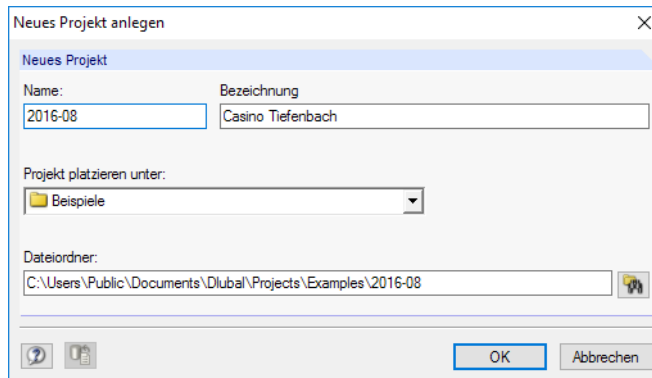 Neues Projekt anlegen
Neues Projekt
Name: Bezeichnung
2016-08 Casino Tiefenbach
Projekt platzieren unter:
Beispiele
Dateiordner:
C:\Users\Public\Documents\Dlubal\Projects\Examples\2016-08
OK Abbrechen